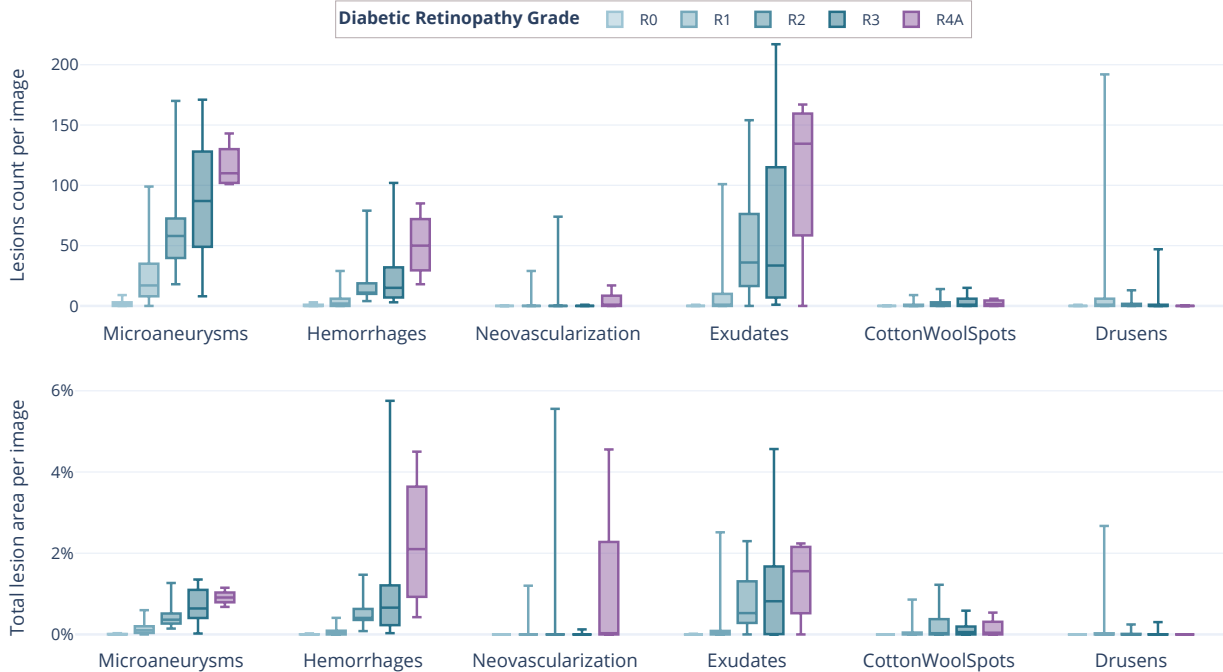 Diabetic Retinopathy Grade R0 R1 R2 R3 R4A
Lesions count per image
200
150
100
50
0
Microaneurysms Hemorrhages Neovascularization Exudates CottonWoolSpots Drusens
Total lesion area per image
6%
4%
2%
0%
Microaneurysms Hemorrhages Neovascularization Exudates CottonWoolSpots Drusens